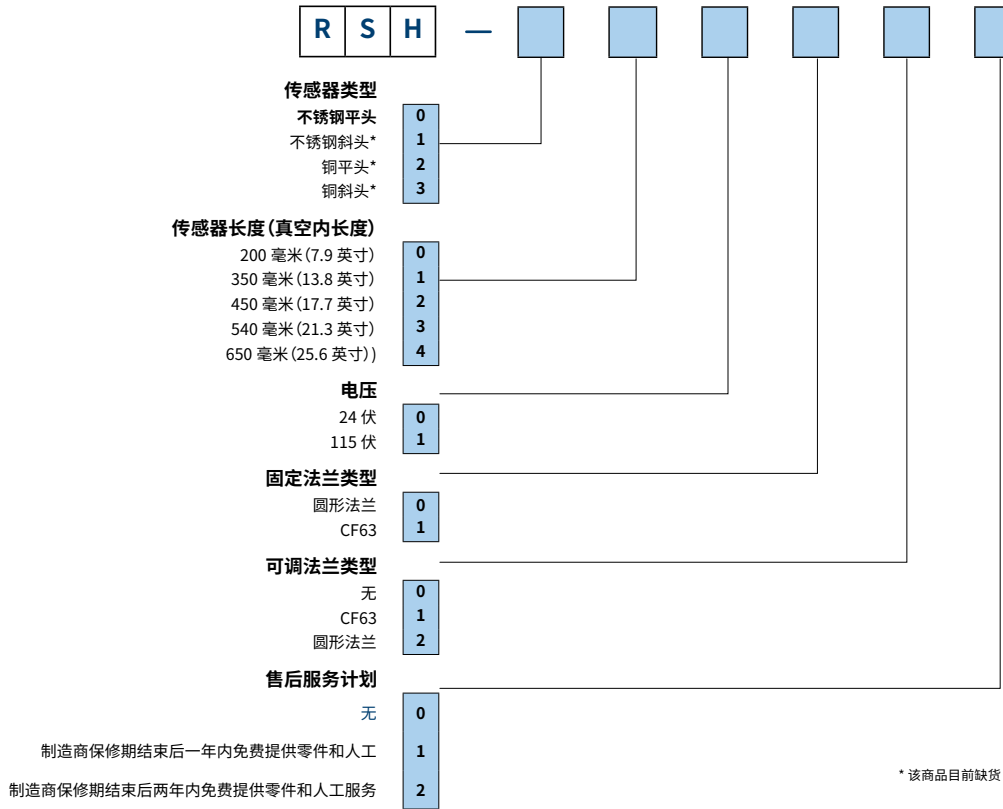 R S H —
传感器类型
不锈钢平头 0
不锈钢斜头* 1
铜平头* 2
铜斜头* 3
传感器长度(真空内长度)
200 毫米(7.9 英寸) 0
350 毫米(13.8 英寸) 1
450 毫米(17.7 英寸) 2
540 毫米(21.3 英寸) 3
650 毫米(25.6 英寸)) 4
电压
24 伏 0
115 伏 1
固定法兰类型
圆形法兰 0
CF63 1
可调法兰类型
无 0
CF63 1
圆形法兰 2
售后服务计划
无 0
制造商保修期结束后一年内免费提供零件和人工 1
制造商保修期结束后两年内免费提供零件和人工服务 2
* 该商品目前缺货